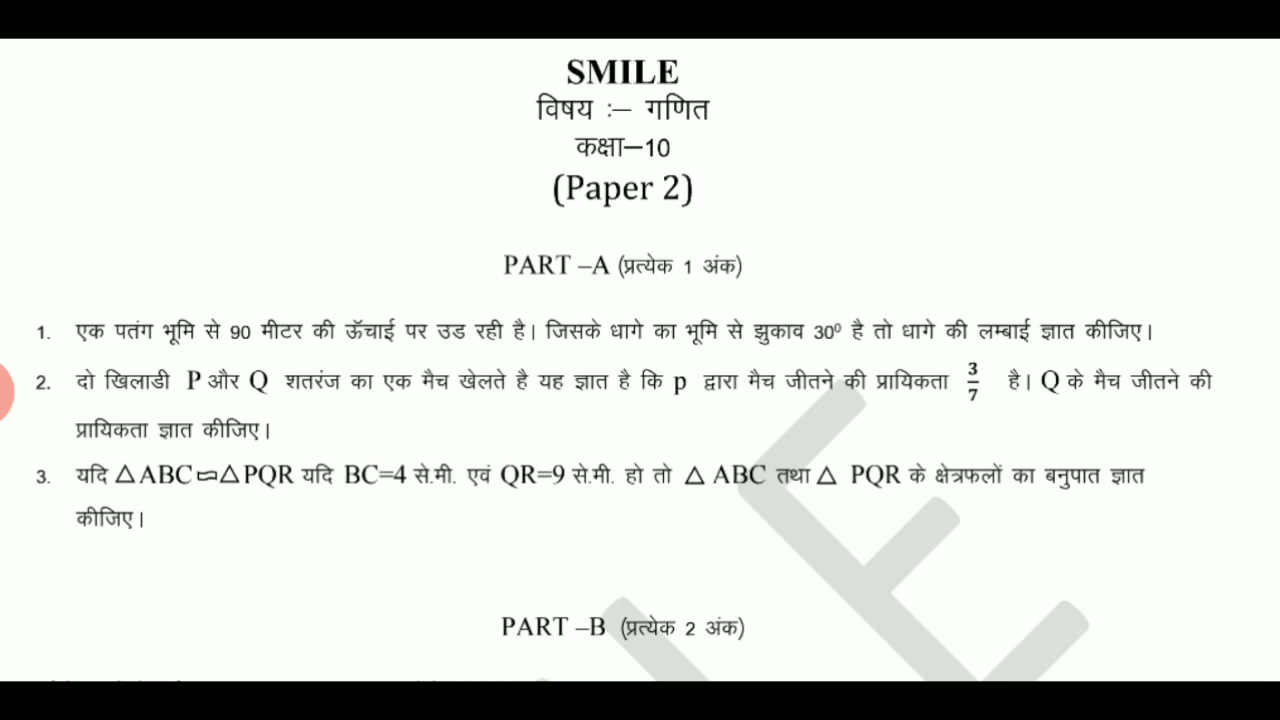 SMILE
विषय :– गणित
कक्षा–10
(Paper 2)
PART –A (प्रत्येक 1 अंक)
1. एक पतंग भूमि से 90 मीटर की ऊँचाई पर उड रही है। जिसके धागे का भूमि से झुकाव 30⁰ है तो धागे की लम्बाई ज्ञात कीजिए।
2. दो खिलाडी P और Q शतरंज का एक मैच खेलते है यह ज्ञात है कि p द्वारा मैच जीतने की प्रायिकता 3/7 है। Q के मैच जीतने की
प्रायिकता ज्ञात कीजिए।
3. यदि △ABC≌△PQR यदि BC=4 से.मी. एवं QR=9 से.मी. हो तो △ ABC तथा △ PQR के क्षेत्रफलों का बनुपात ज्ञात
कीजिए।
PART –B (प्रत्येक 2 अंक)